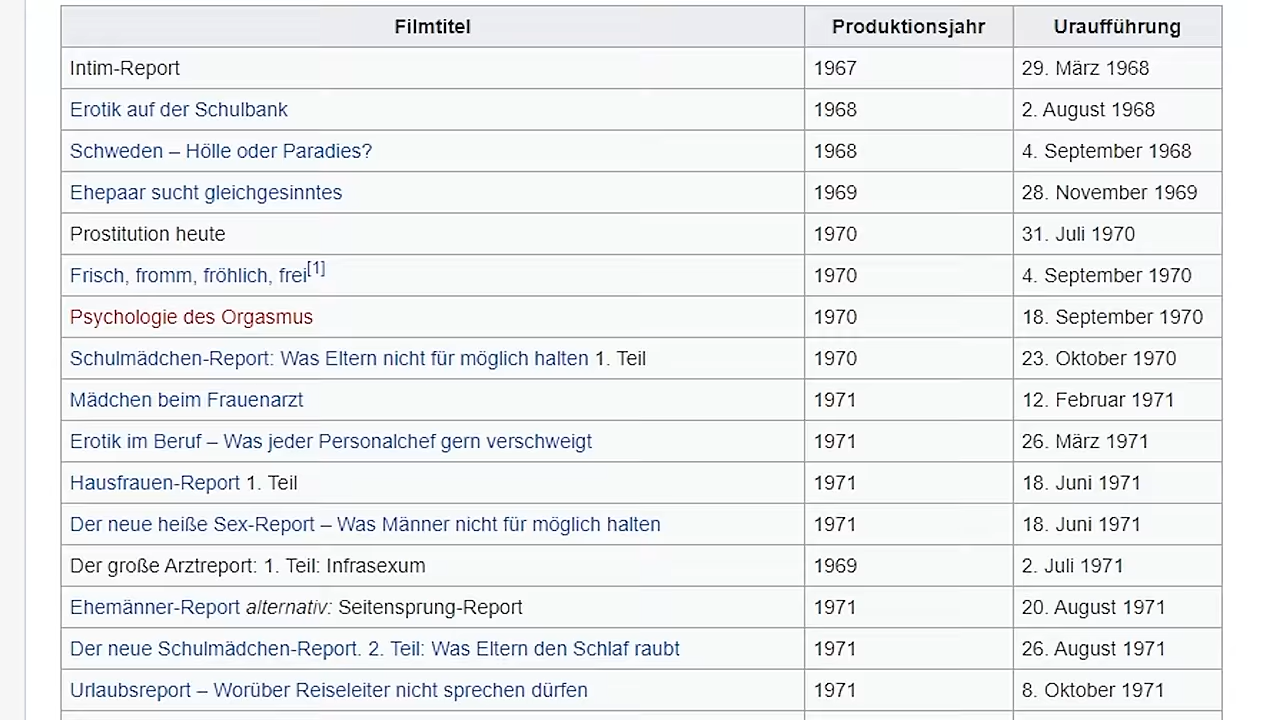 Filmtitel Produktionsjahr Uraufführung
Intim-Report 1967 29. März 1968
Erotik auf der Schulbank 1968 2. August 1968
Schweden – Hölle oder Paradies? 1968 4. September 1968
Ehepaar sucht gleichgesinntes 1969 28. November 1969
Prostitution heute 1970 31. Juli 1970
Frisch, fromm, fröhlich, frei[1] 1970 4. September 1970
Psychologie des Orgasmus 1970 18. September 1970
Schulmädchen-Report: Was Eltern nicht für möglich halten 1. Teil 1970 23. Oktober 1970
Mädchen beim Frauenarzt 1971 12. Februar 1971
Erotik im Beruf – Was jeder Personalchef gern verschweigt 1971 26. März 1971
Hausfrauen-Report 1. Teil 1971 18. Juni 1971
Der neue heiße Sex-Report – Was Männer nicht für möglich halten 1971 18. Juni 1971
Der große Arztreport: 1. Teil: Infrasexum 1969 2. Juli 1971
Ehemänner-Report alternativ: Seitensprung-Report 1971 20. August 1971
Der neue Schulmädchen-Report. 2. Teil: Was Eltern den Schlaf raubt 1971 26. August 1971
Urlaubsreport – Worüber Reiseleiter nicht sprechen dürfen 1971 8. Oktober 1971